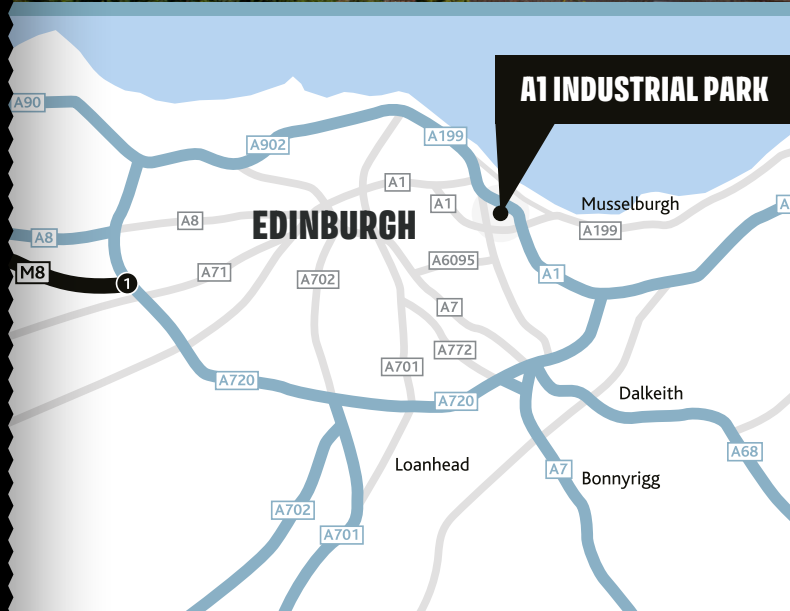 A1 INDUSTRIAL PARK
A90
A902
A199
A1
A1
Musselburgh
A8
EDINBURGH
A199
A8
M8
A71
A702
A6095
A1
1
A7
A772
A701
A720
A720
Dalkeith
A68
Loanhead
A7
Bonnyrigg
A702
A701